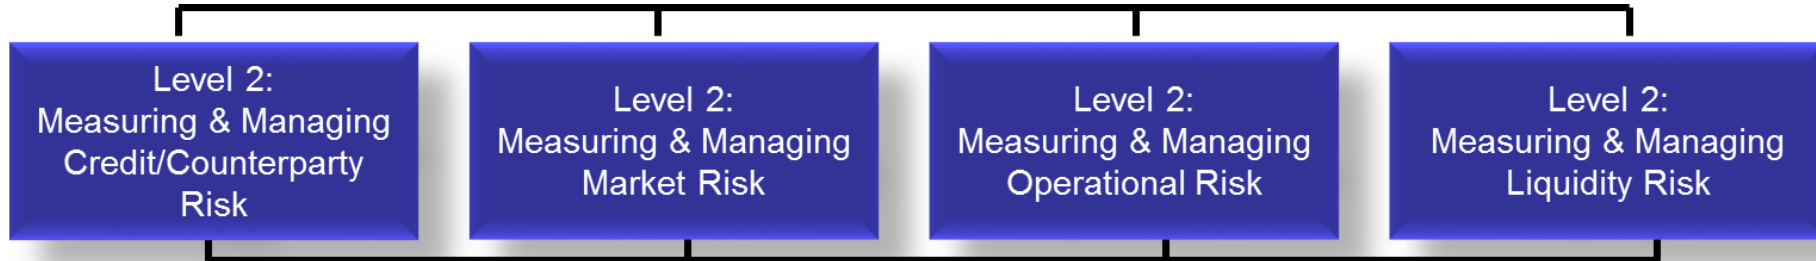 Level 2:
Measuring & Managing
Credit/Counterparty
Risk
Level 2:
Measuring & Managing
Market Risk
Level 2:
Measuring & Managing
Operational Risk
Level 2:
Measuring & Managing
Liquidity Risk